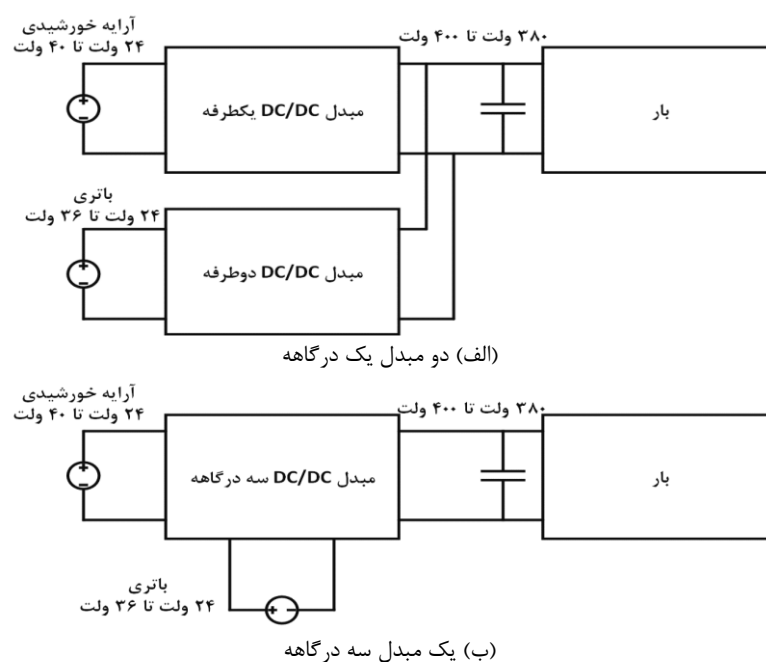 آرایه خورشیدی
۲۴ ولت تا ۴۰ ولت
۳۸۰ ولت تا ۴۰۰ ولت
مبدل DC/DC یکطرفه
بار
باتری
۲۴ ولت تا ۳۶ ولت
مبدل DC/DC دوطرفه
(الف) دو مبدل یک درگاهه
آرایه خورشیدی
۲۴ ولت تا ۴۰ ولت
۳۸۰ ولت تا ۴۰۰ ولت
مبدل DC/DC سه درگاهه
بار
باتری
۲۴ ولت تا ۳۶ ولت
(ب) یک مبدل سه درگاهه